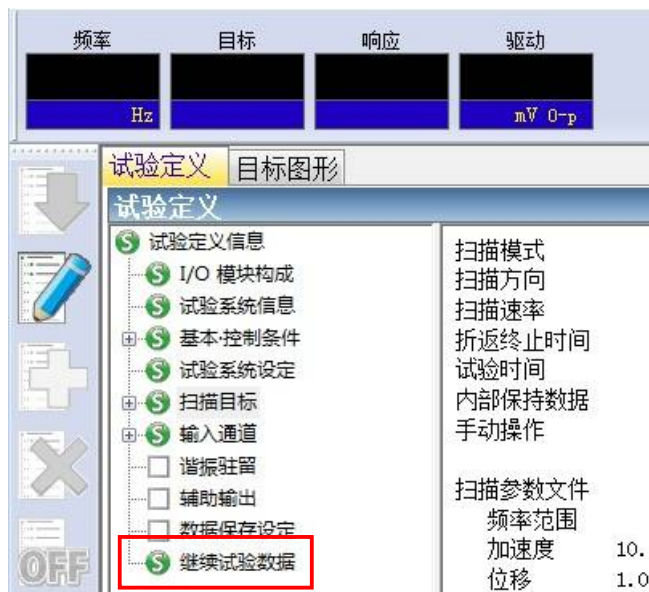 频率 目标 响应 驱动
Hz mV 0-p
试验定义 目标图形
试验定义
试验定义信息
I/O 模块构成
试验系统信息
基本·控制条件
试验系统设定
扫描目标
输入通道
谐振驻留
辅助输出
数据保存设定
继续试验数据
扫描模式
扫描方向
扫描速率
折返终止时间
试验时间
内部保持数据
手动操作
扫描参数文件
频率范围
加速度 10.
位移 1.0
OFF